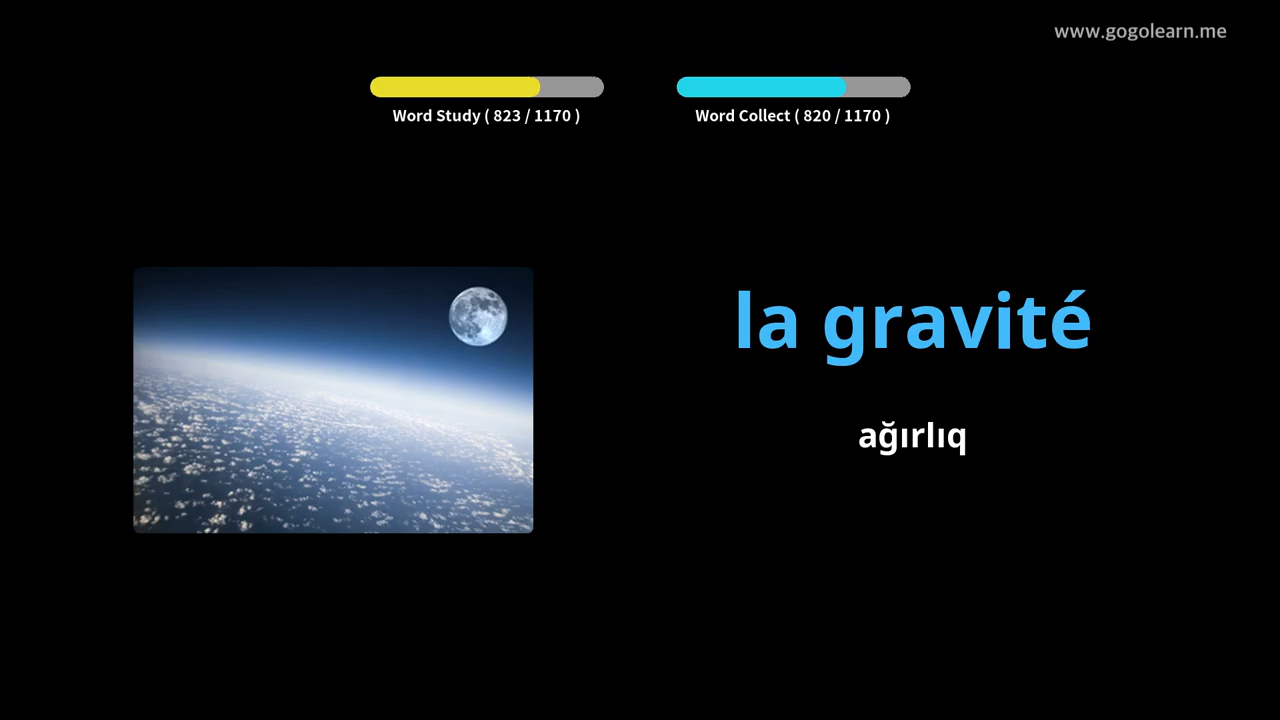 www.gogolearn.me
Word Study ( 823 / 1170 )
Word Collect ( 820 / 1170 )
la gravité
ağırlıq